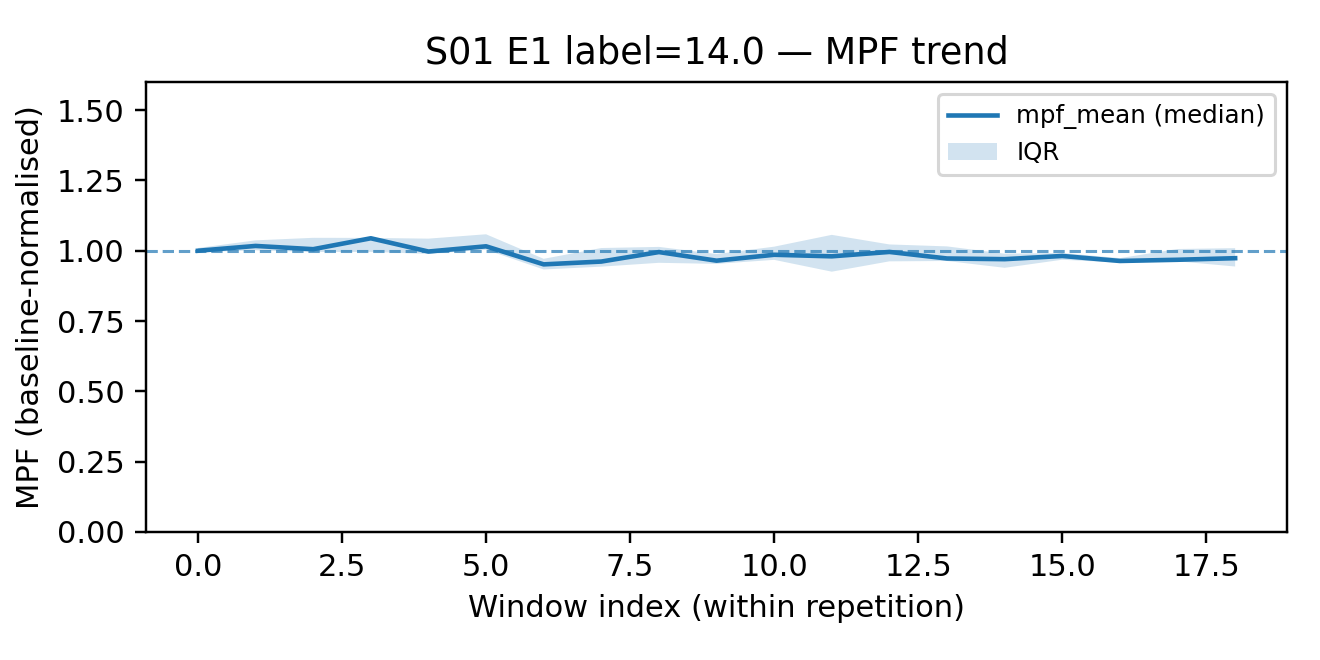 S01 E1 label=14.0 — MPF trend
mpf_mean (median)
IQR
MPF (baseline-normalised)
1.50
1.25
1.00
0.75
0.50
0.25
0.00
0.0 2.5 5.0 7.5 10.0 12.5 15.0 17.5
Window index (within repetition)